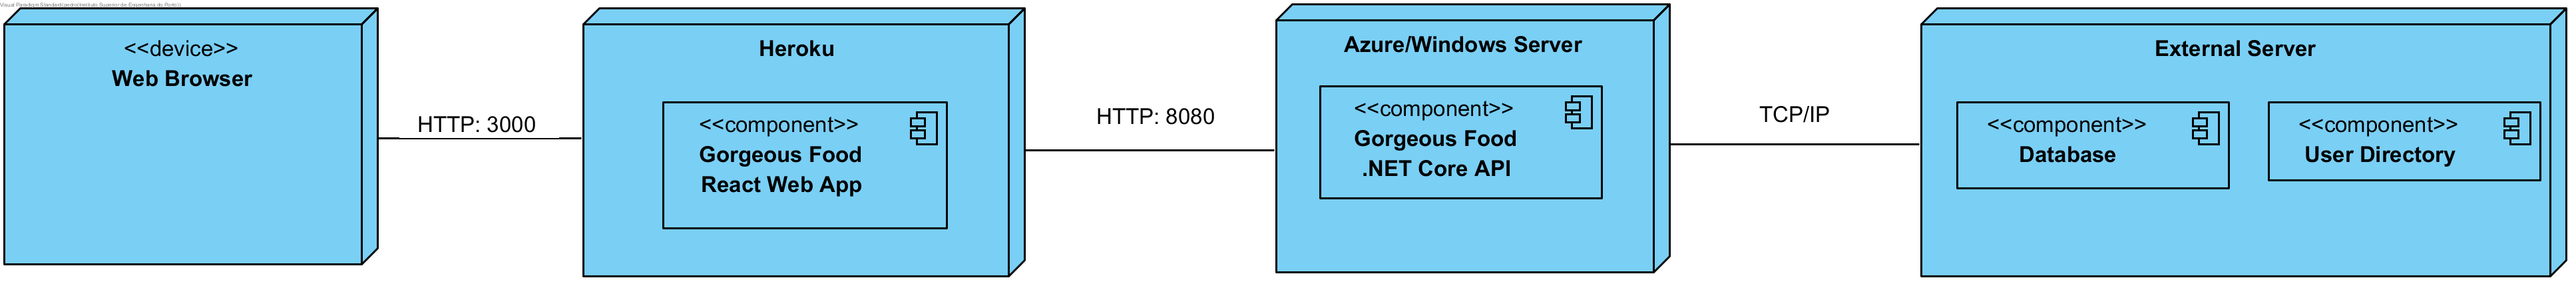 Visual Paradigm Standard(Instituto Superior de Engenharia do Porto)
<<device>>
Web Browser
HTTP: 3000
Heroku
<<component>>
Gorgeous Food
React Web App
HTTP: 8080
Azure/Windows Server
<<component>>
Gorgeous Food
.NET Core API
TCP/IP
External Server
<<component>>
Database
<<component>>
User Directory